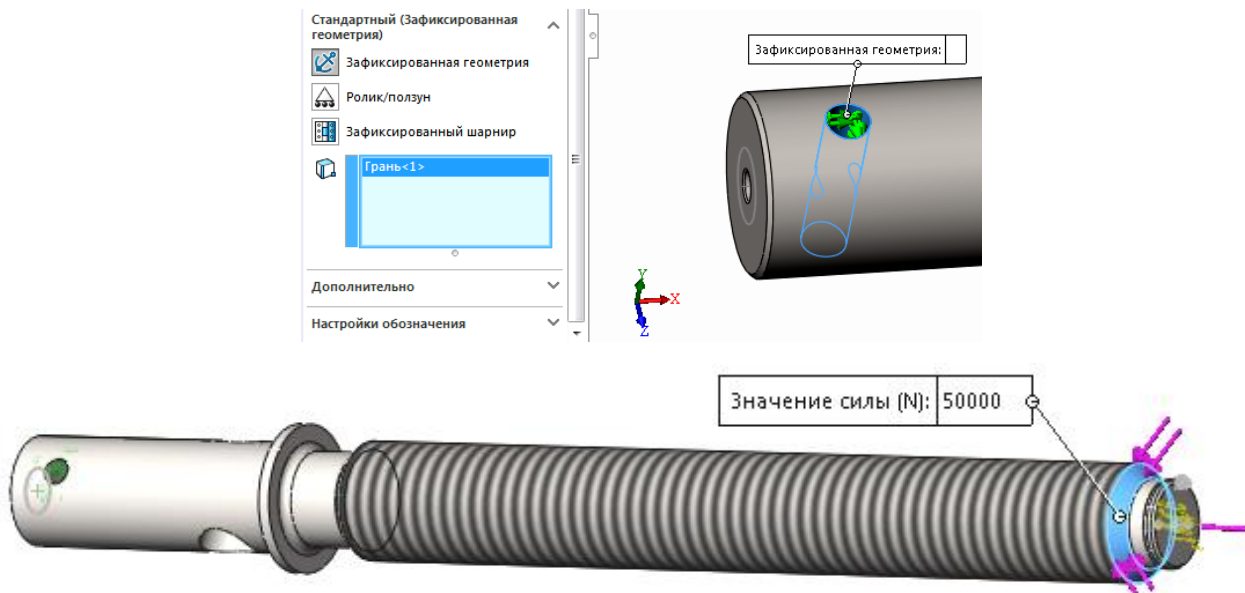 Стандартный (Зафиксированная
геометрия)
Зафиксированная геометрия
Ролик/ползун
Зафиксированный шарнир
Грань<1>
Дополнительно
Настройки обозначения
Зафиксированная геометрия:
Y
X
Z
Значение силы (N): 50000